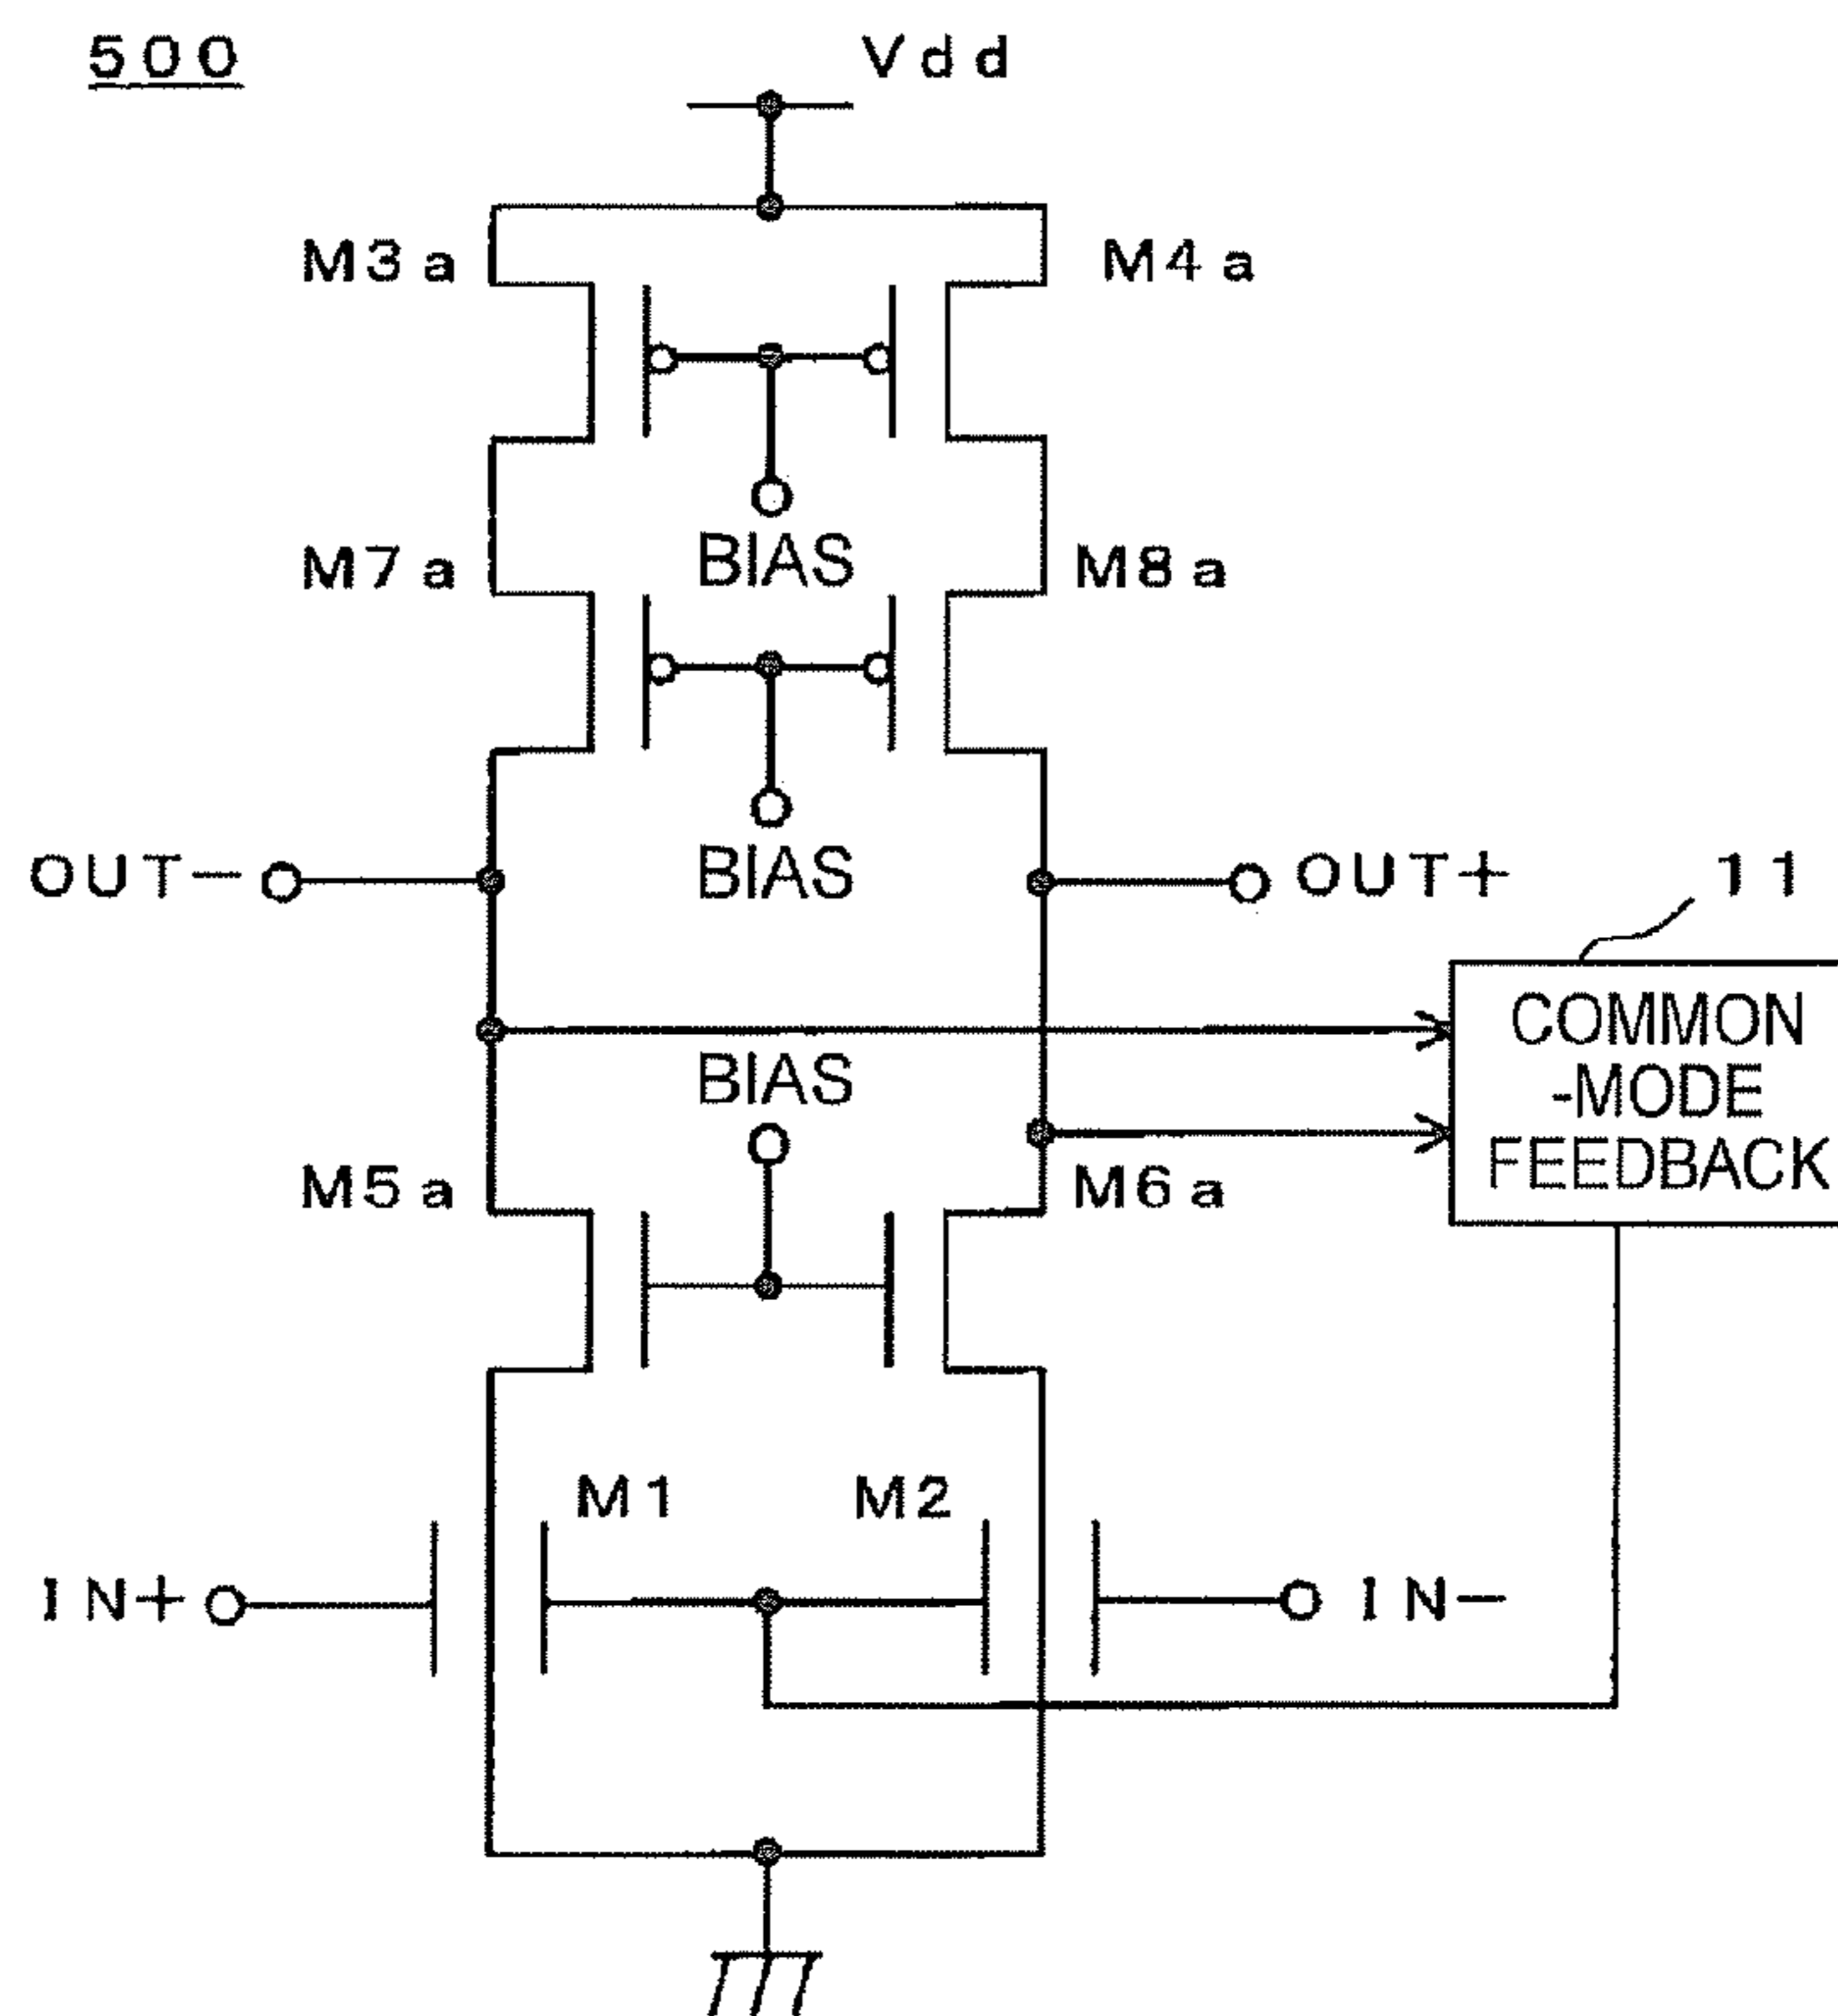 500
Vdd
M3a
M4a
BIAS
M7a
M8a
BIAS
OUT-
OUT+
11
COMMON
-MODE
FEEDBACK
BIAS
M5a
M6a
M1
M2
IN+
IN-